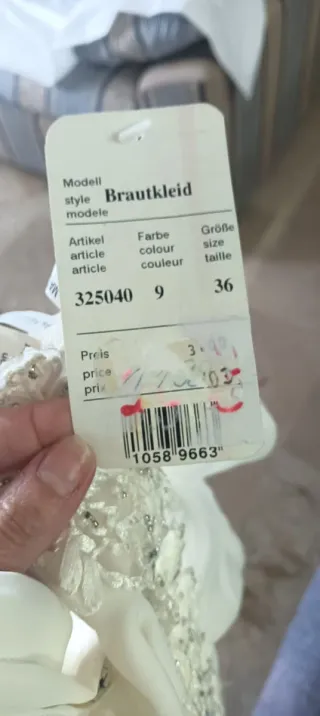 Modell
style Brautkleid
modele
Artikel Farbe Größe
article colour size
article couleur taille
325040 9 36
Preis
price
prix
1058 9663